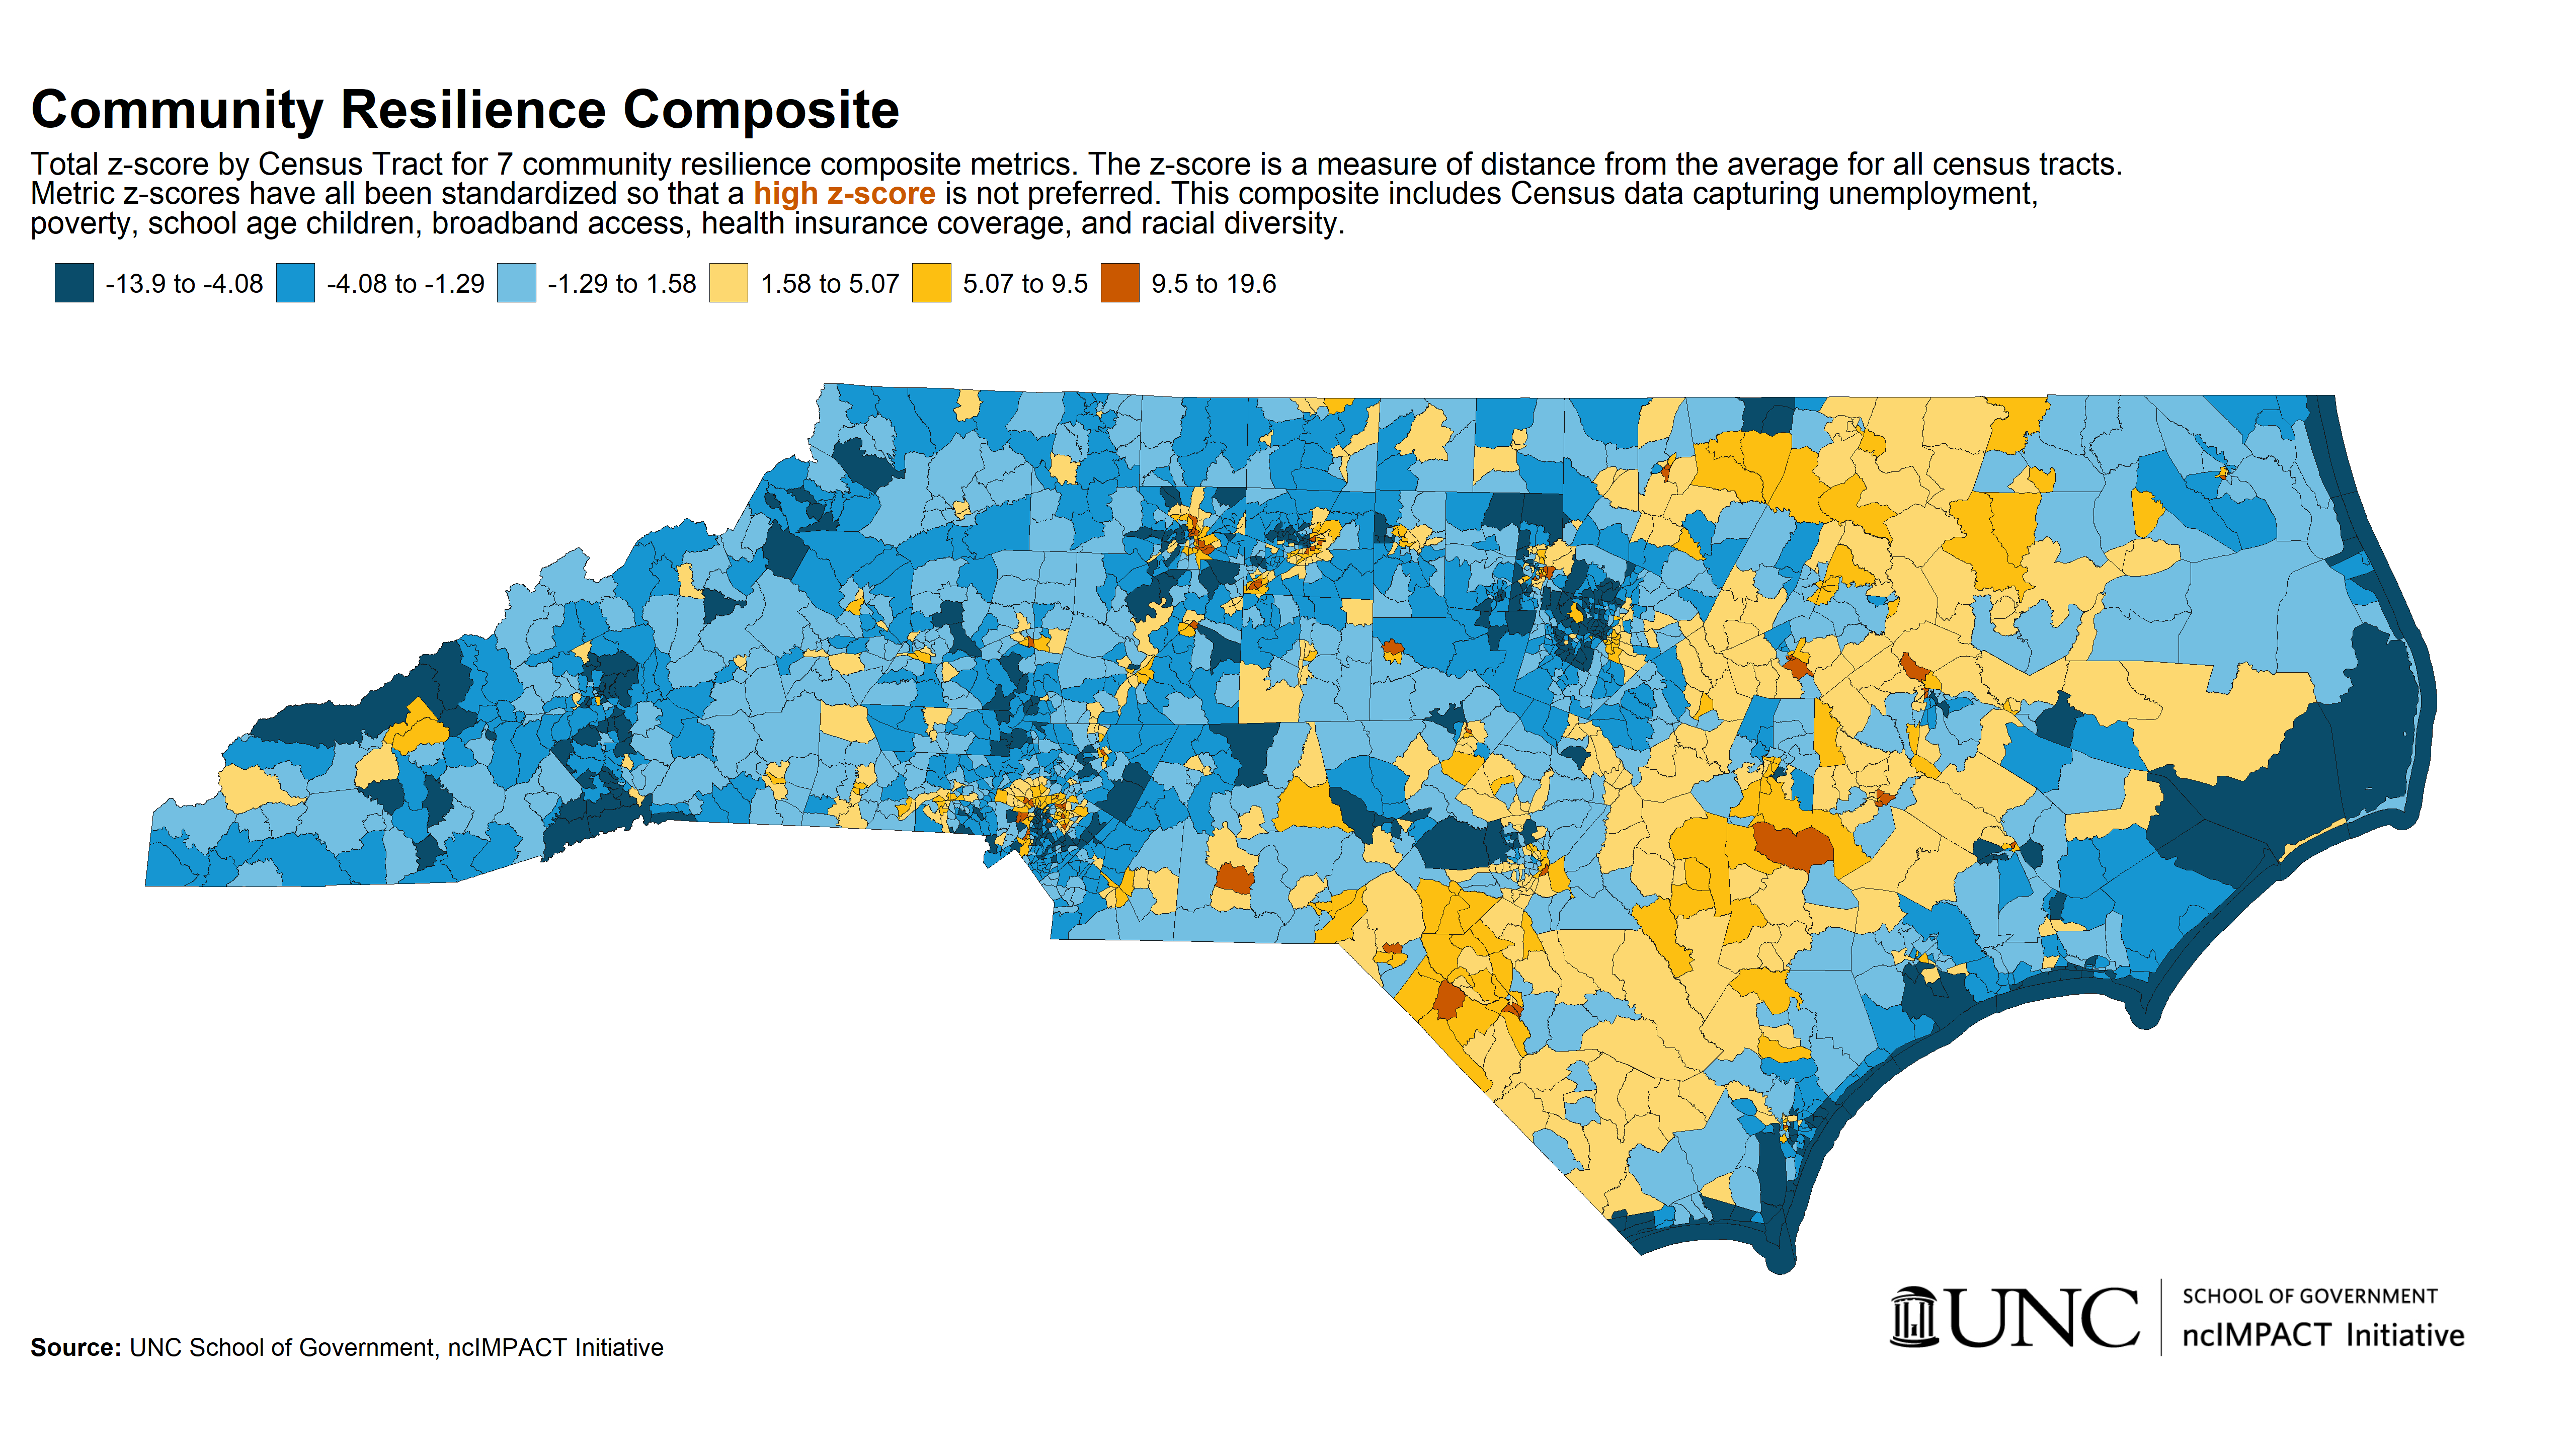 Community Resilience Composite
Total z-score by Census Tract for 7 community resilience composite metrics. The z-score is a measure of distance from the average for all census tracts.
Metric z-scores have all been standardized so that a high z-score is not preferred. This composite includes Census data capturing unemployment,
poverty, school age children, broadband access, health insurance coverage, and racial diversity.
-13.9 to -4.08 -4.08 to -1.29 -1.29 to 1.58 1.58 to 5.07 5.07 to 9.5 9.5 to 19.6
UNC
SCHOOL OF GOVERNMENT
ncIMPACT Initiative
Source: UNC School of Government, ncIMPACT Initiative